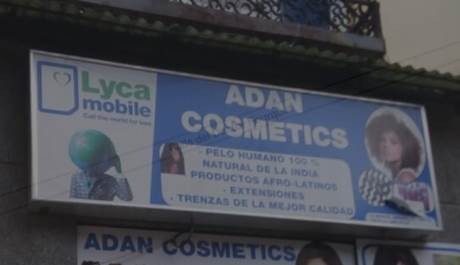 Lyca
mobile
Call the world for less
ADAN
COSMETICS
- PELO HUMANO 100 %
NATURAL DE LA INDIA
PRODUCTOS AFRO-LATINOS
- EXTENSIONES
- TRENZAS DE LA MEJOR CALIDAD
ADAN COSMETICS